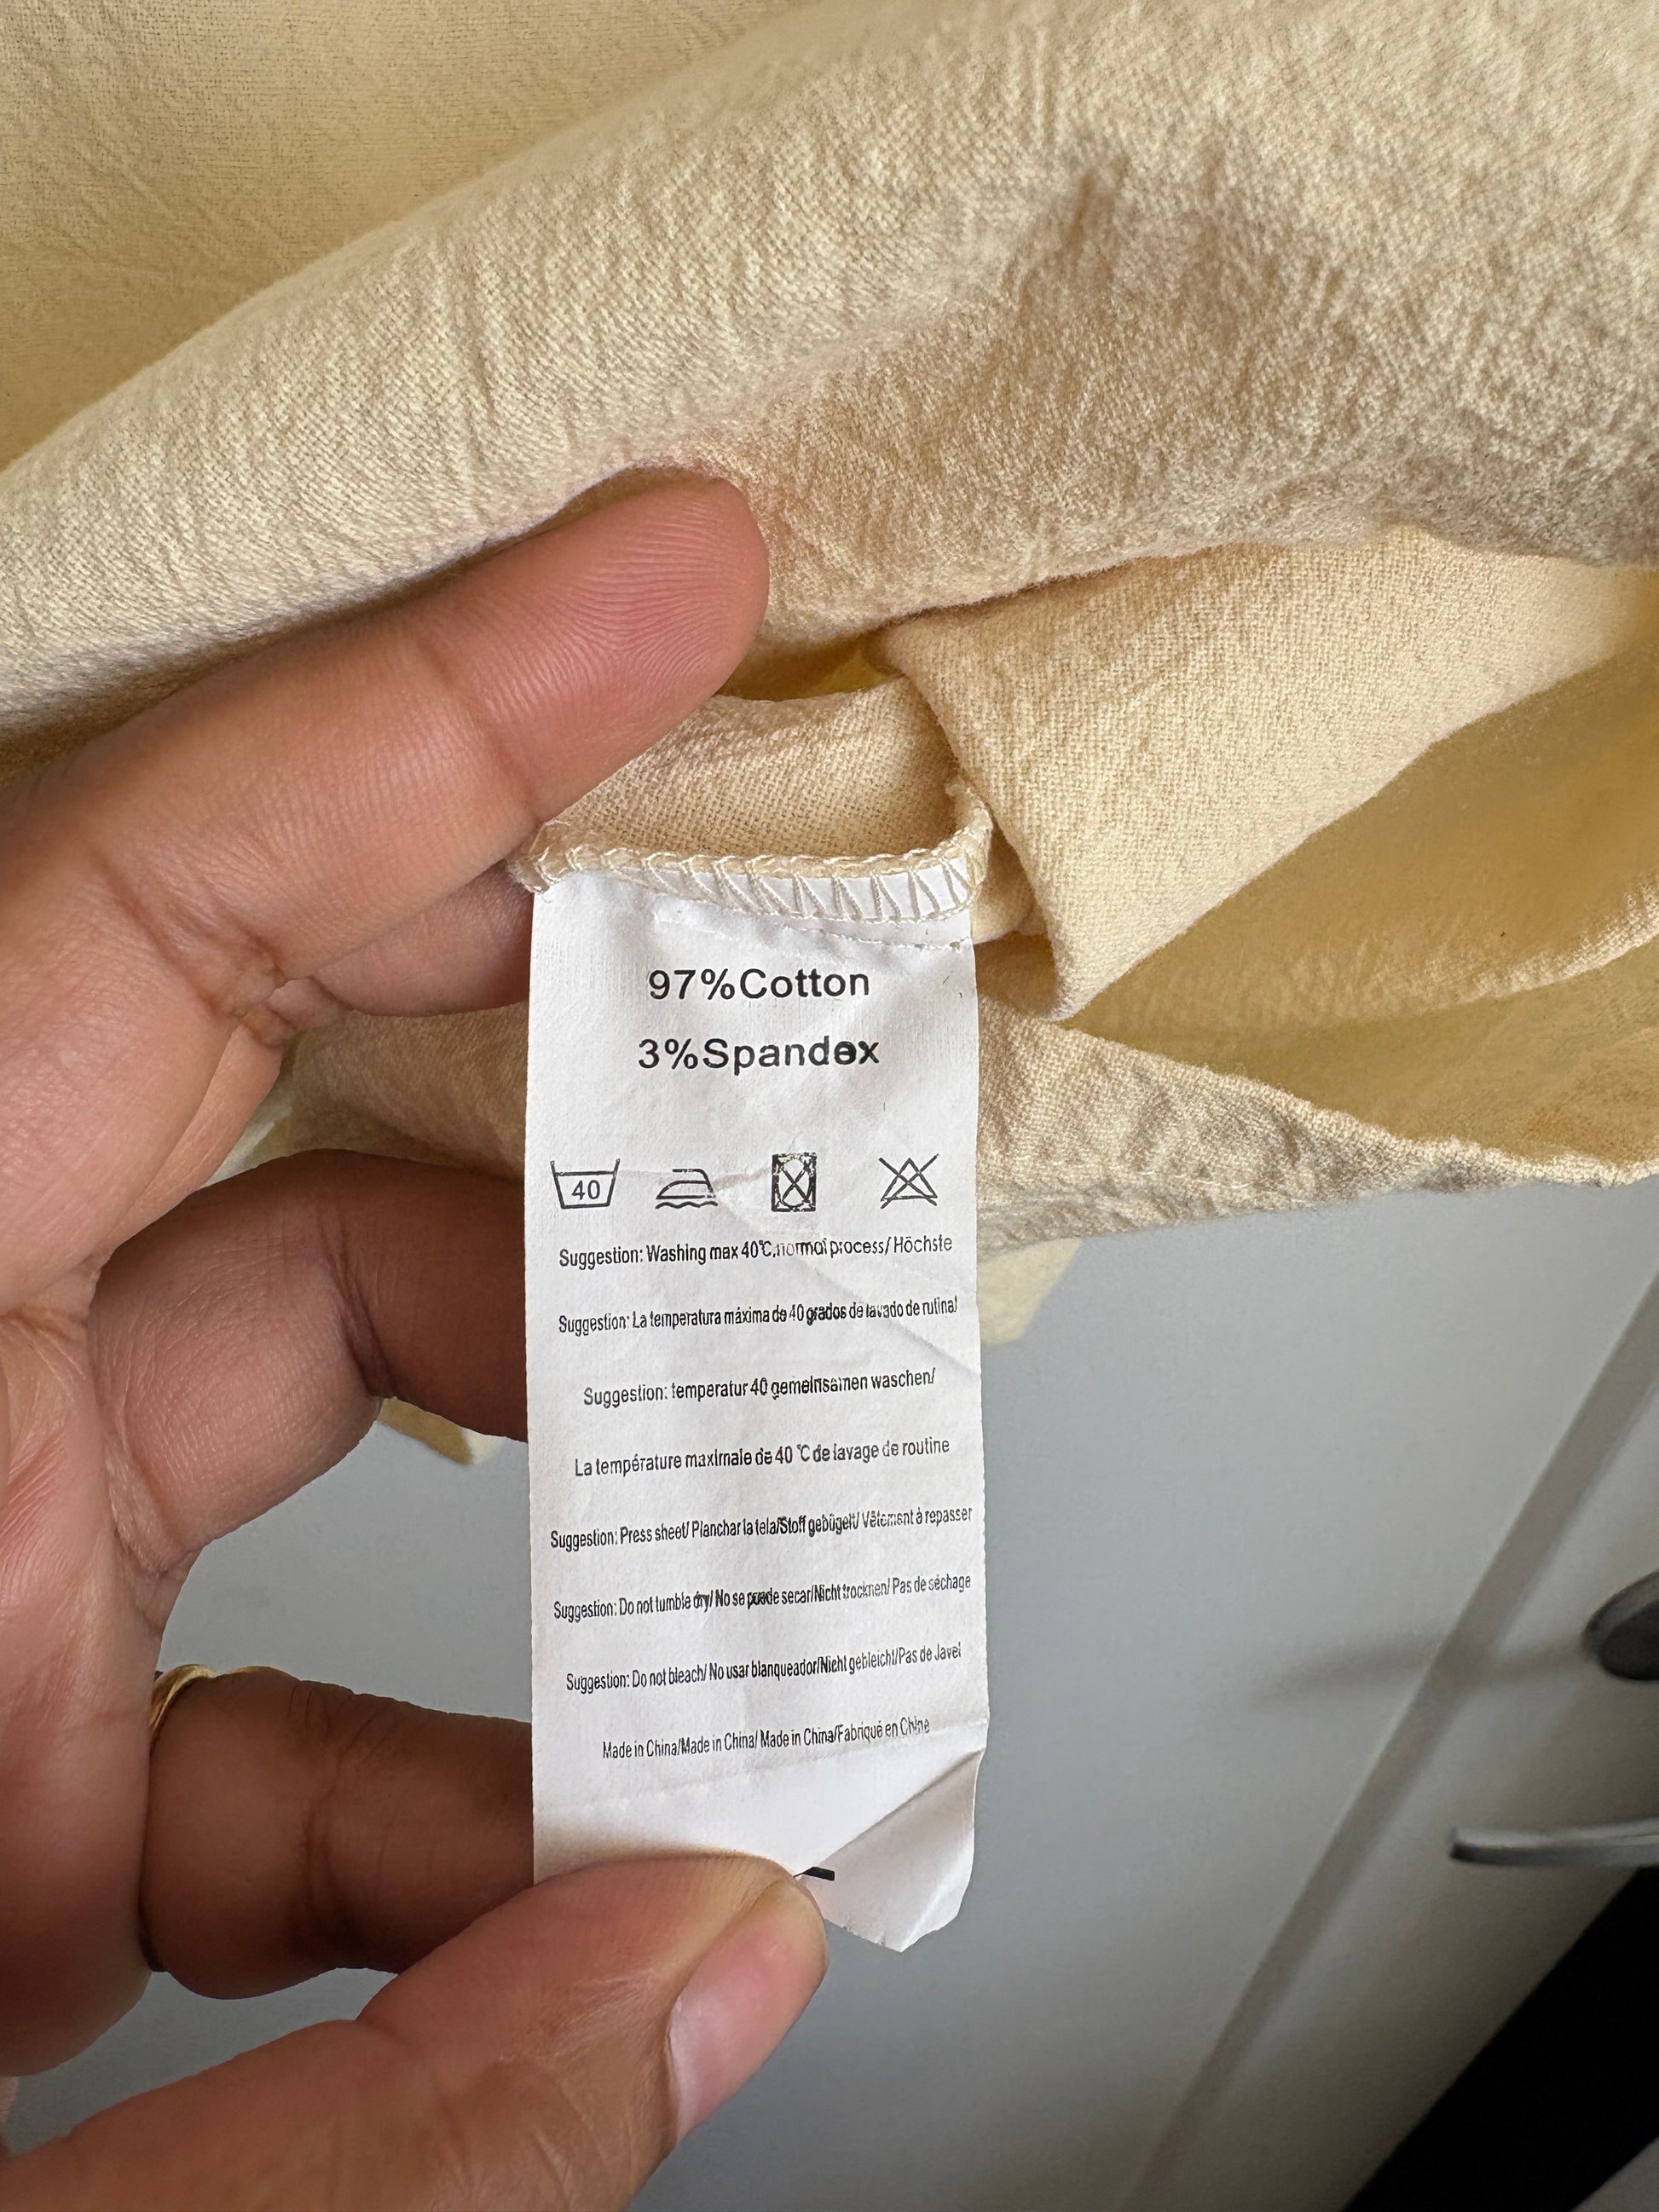 97%Cotton
3%Spandex
40
Suggestion: Washing max 40℃,normal process/ Höchste
Suggestion: La temperatura máxima de 40 grados de lavado de rutina/
Suggestion: temperatur 40 gemeinsamen waschen/
La température maximale de 40 ℃ de lavage de routine
Suggestion: Press sheet/ Planchar la tela/Stoff gebügelt/ Vêtement à repasser
Suggestion: Do not tumble dry/ No se puede secar/Nicht trocknen/ Pas de séchage
Suggestion: Do not bleach/ No usar blanqueador/Nicht gebleicht/Pas de Javel
Made in China/Made in China/ Made in China/Fabriqué en Chine